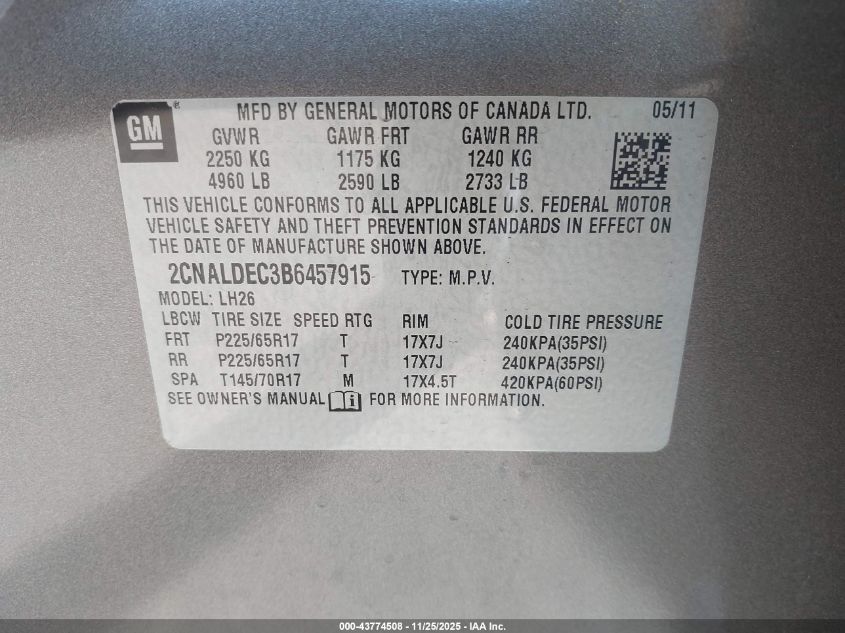 GM® MFD BY GENERAL MOTORS OF CANADA LTD. 05/11
GVWR GAWR FRT GAWR RR
2250 KG 1175 KG 1240 KG
4960 LB 2590 LB 2733 LB
THIS VEHICLE CONFORMS TO ALL APPLICABLE U.S. FEDERAL MOTOR
VEHICLE SAFETY AND THEFT PREVENTION STANDARDS IN EFFECT ON
THE DATE OF MANUFACTURE SHOWN ABOVE.
2CNALDEC3B6457915 TYPE: M.P.V.
MODEL: LH26
LBCW TIRE SIZE SPEED RTG RIM COLD TIRE PRESSURE
FRT P225/65R17 T 17X7J 240KPA(35PSI)
RR P225/65R17 T 17X7J 240KPA(35PSI)
SPA T145/70R17 M 17X4.5T 420KPA(60PSI)
SEE OWNER'S MANUAL FOR MORE INFORMATION.
000-43774508 - 11/25/2025 - IAA Inc.